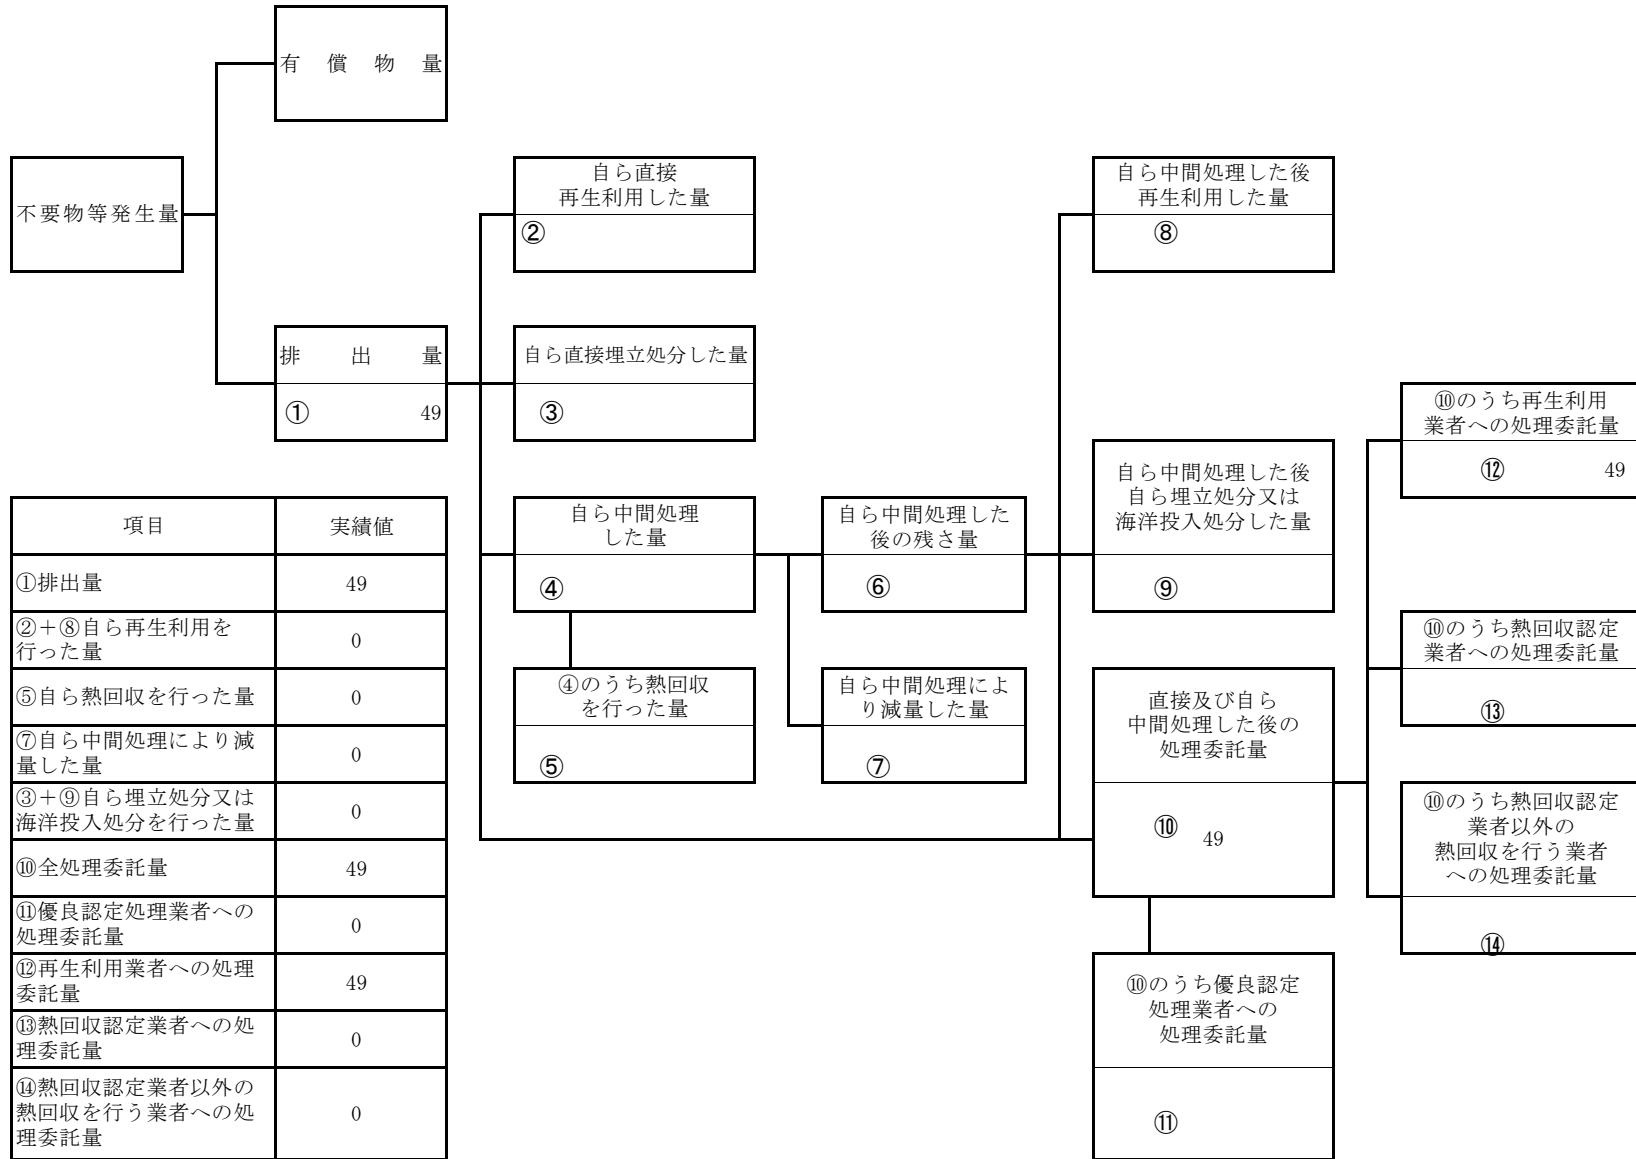 有償物量
不要物等発生量
自ら直接
再生利用した量
②
自ら中間処理した後
再生利用した量
⑧
排出量
① 49
自ら直接埋立処分した量
③
⑩のうち再生利用
業者への処理委託量
⑫ 49
自ら中間処理
した量
④
自ら中間処理した
後の残さ量
⑥
自ら中間処理した後
自ら埋立処分又は
海洋投入処分した量
⑨
⑩のうち熱回収認定
業者への処理委託量
⑬
④のうち熱回収
を行った量
⑤
自ら中間処理によ
り減量した量
⑦
直接及び自ら
中間処理した後の
処理委託量
⑩ 49
⑩のうち熱回収認定
業者以外の
熱回収を行う業者
への処理委託量
⑭
⑩のうち優良認定
処理業者への
処理委託量
⑪
項目 実績値
①排出量 49
②+⑧自ら再生利用を
行った量 0
⑤自ら熱回収を行った量 0
⑦自ら中間処理により減
量した量 0
③+⑨自ら埋立処分又は
海洋投入処分を行った量 0
⑩全処理委託量 49
⑪優良認定処理業者への
処理委託量 0
⑫再生利用業者への処理
委託量 49
⑬熱回収認定業者への処
理委託量 0
⑭熱回収認定業者以外の
熱回収を行う業者への処
理委託量 0